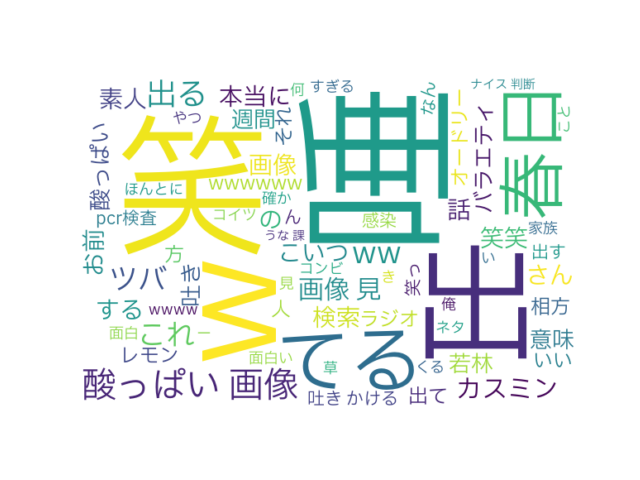 素人
出る
本当に
何
すぎる
なん
ナイス 判断
やつ
週間
それ
オードリー
バラエティ
こと
酸っぱい
笑
唾
春日
画像
wwwwww
ほんとに
確か
話
pcr検査
コイツ
の
ん
感染
家族
お前
方
うな 課
こいつ
ww
笑笑
い
出す
ツバ
吐き
コンビ
き
笑っ
出
さん
w
見
画像 見
する
wwww
人
俺
相方
検索
ラジオ
ネタ
意味
面白
これ
ー
レモン
面白い
草
てる
くる
若林
いい
酸っぱい 画像
吐き かける
出て
カスミン